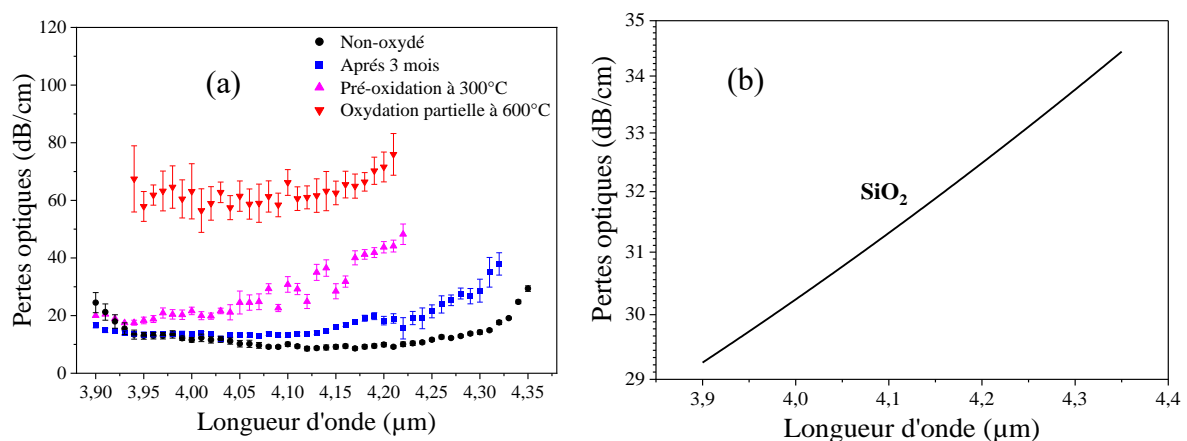 120
100
80
60
40
20
0
Pertes optiques (dB/cm)
(a)
Non-oxydé
Aprés 3 mois
Pré-oxidation à 300°C
Oxydation partielle à 600°C
3,90 3,95 4,00 4,05 4,10 4,15 4,20 4,25 4,30 4,35
Longueur d'onde (µm)
35
34
33
32
31
30
29
Pertes optiques (dB/cm)
(b)
SiO₂
3,9 4,0 4,1 4,2 4,3 4,4
Longueur d'onde (µm)